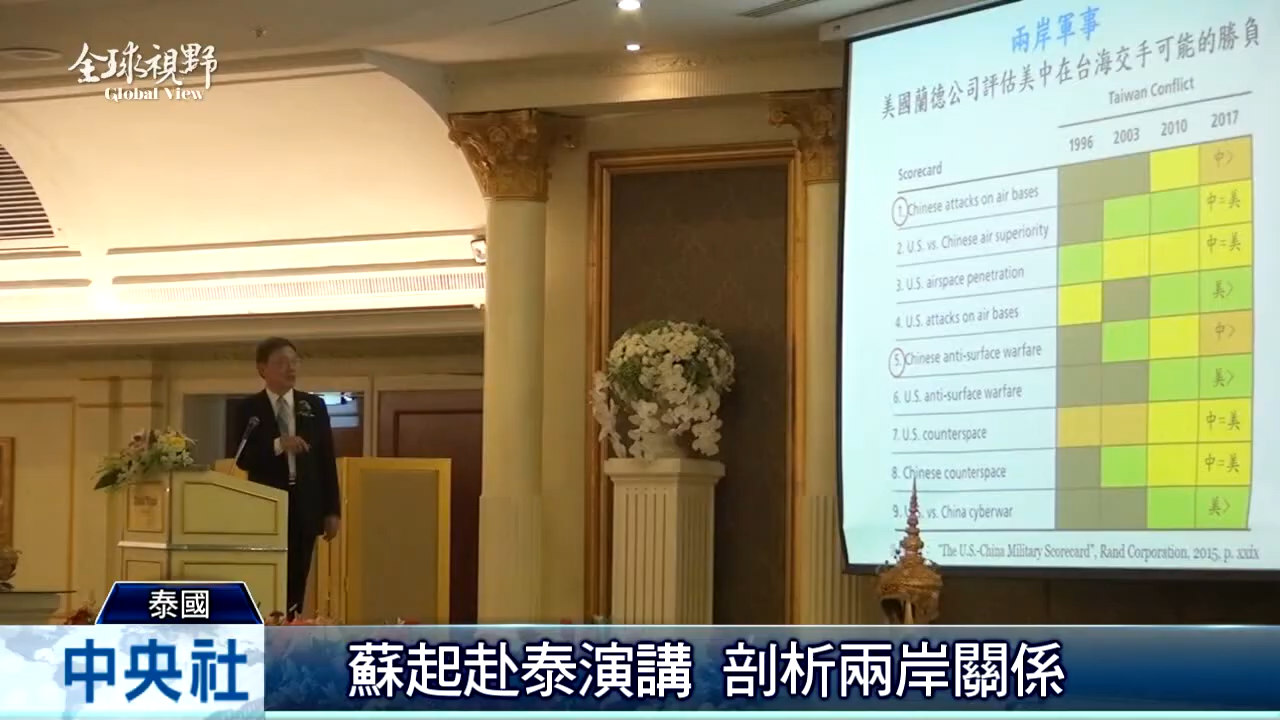 全球視野
Global View
兩岸軍事
美國蘭德公司評估美中在台海交手可能的勝負
Taiwan Conflict
Scorecard 1996 2003 2010 2017
1. Chinese attacks on air bases 中>
2. U.S. vs. Chinese air superiority 中=美
3. U.S. airspace penetration 中=美
4. U.S. attacks on air bases 美>
5. Chinese anti-surface warfare 中>
6. U.S. anti-surface warfare 美>
7. U.S. counterspace 中=美
8. Chinese counterspace 中=美
9. U.S. vs. China cyberwar 美>
"The U.S.-China Military Scorecard", Rand Corporation, 2015, p. xxix
泰國
中央社
蘇起赴泰演講 剖析兩岸關係